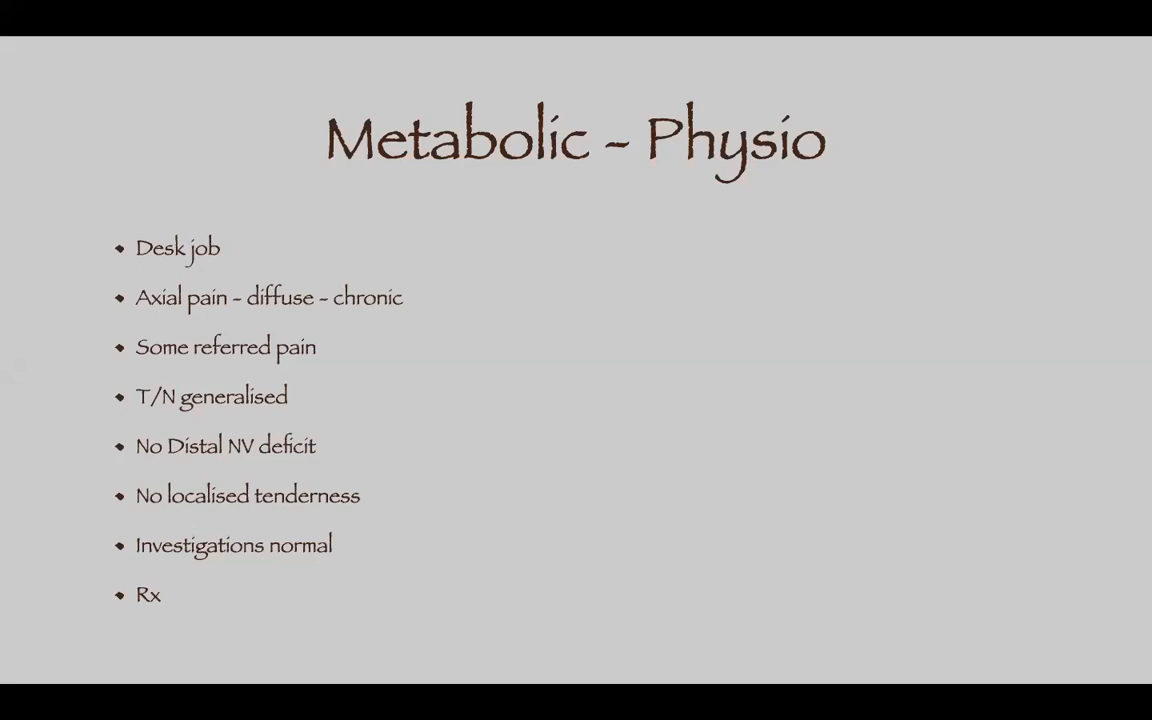 Metabolic - Physio
• Desk job
• Axial pain - diffuse - chronic
• Some referred pain
• T/N generalised
• No Distal NV deficit
• No localised tenderness
• Investigations normal
• Rx